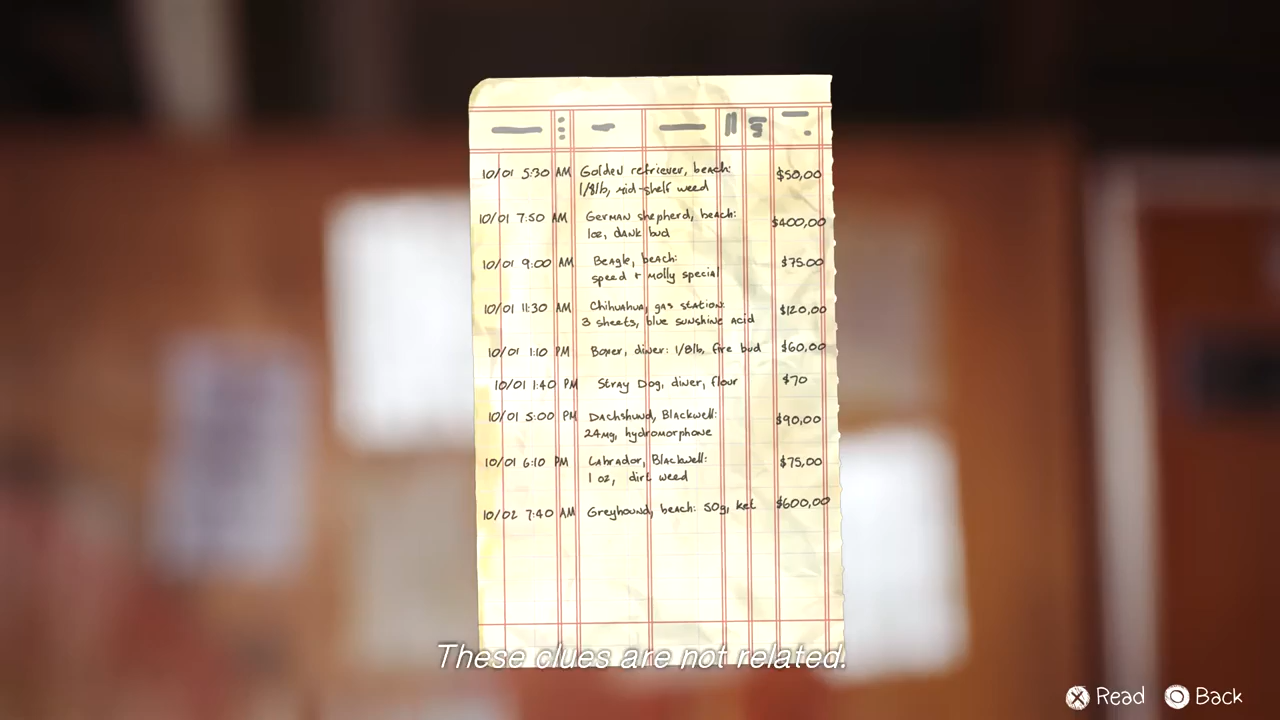 10/01 5:30 AM Golden retriever, beach: $50,00
1/8lb, mid-shelf weed
10/01 7:50 AM German shepherd, beach: $400,00
1oz, dank bud
10/01 9:00 AM Beagle, beach: $75.00
speed + molly special
10/01 11:30 AM Chihuahua, gas station: $120,00
3 sheets, blue sunshine acid
10/01 1:10 PM Boxer, diner: 1/8lb, fire bud $60,00
10/01 1:40 PM Stray Dog, diner, flour $70
10/01 5:00 PM Dachshund, Blackwell: $90,00
24mg, hydromorphone
10/01 6:10 PM Labrador, Blackwell: $75,00
1 oz, dirt weed
10/02 7:40 AM Greyhound, beach: 50g, ket $600,00
These clues are not related.
Read Back